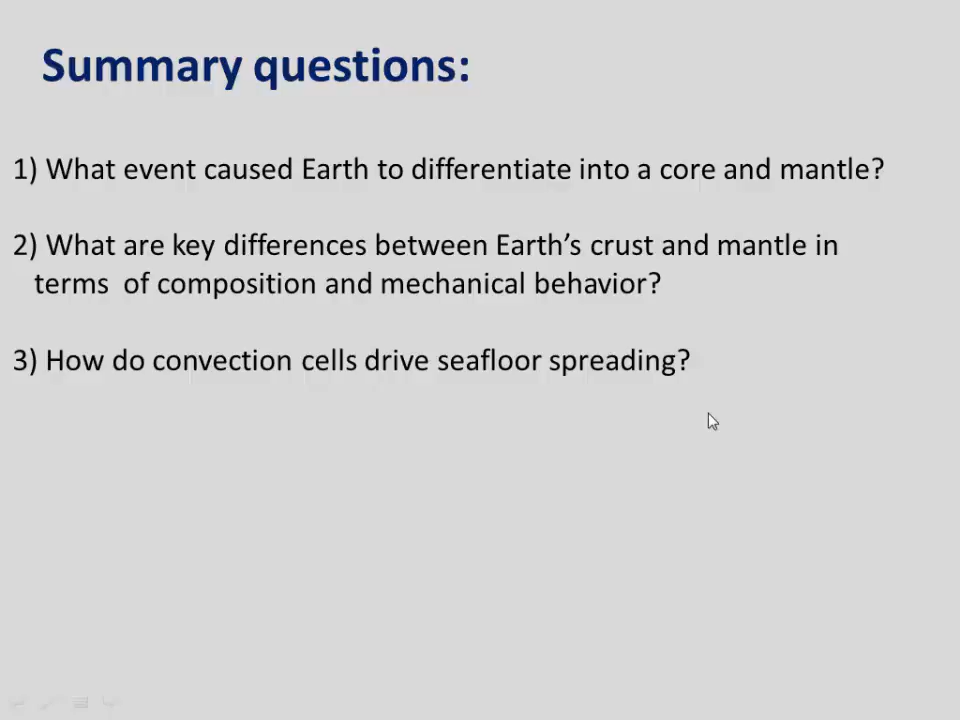 Summary questions:
1) What event caused Earth to differentiate into a core and mantle?
2) What are key differences between Earth’s crust and mantle in
terms  of composition and mechanical behavior?
3) How do convection cells drive seafloor spreading?